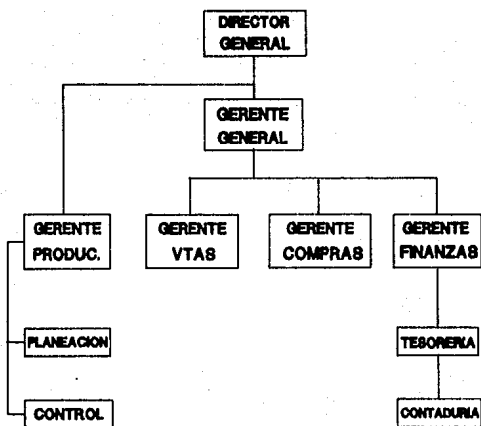 DIRECTOR
GENERAL
GERENTE
GENERAL
GERENTE
PRODUC.
GERENTE
VTAS
GERENTE
COMPRAS
GERENTE
FINANZAS
PLANEACION
TESORERIA
CONTROL
CONTADURIA